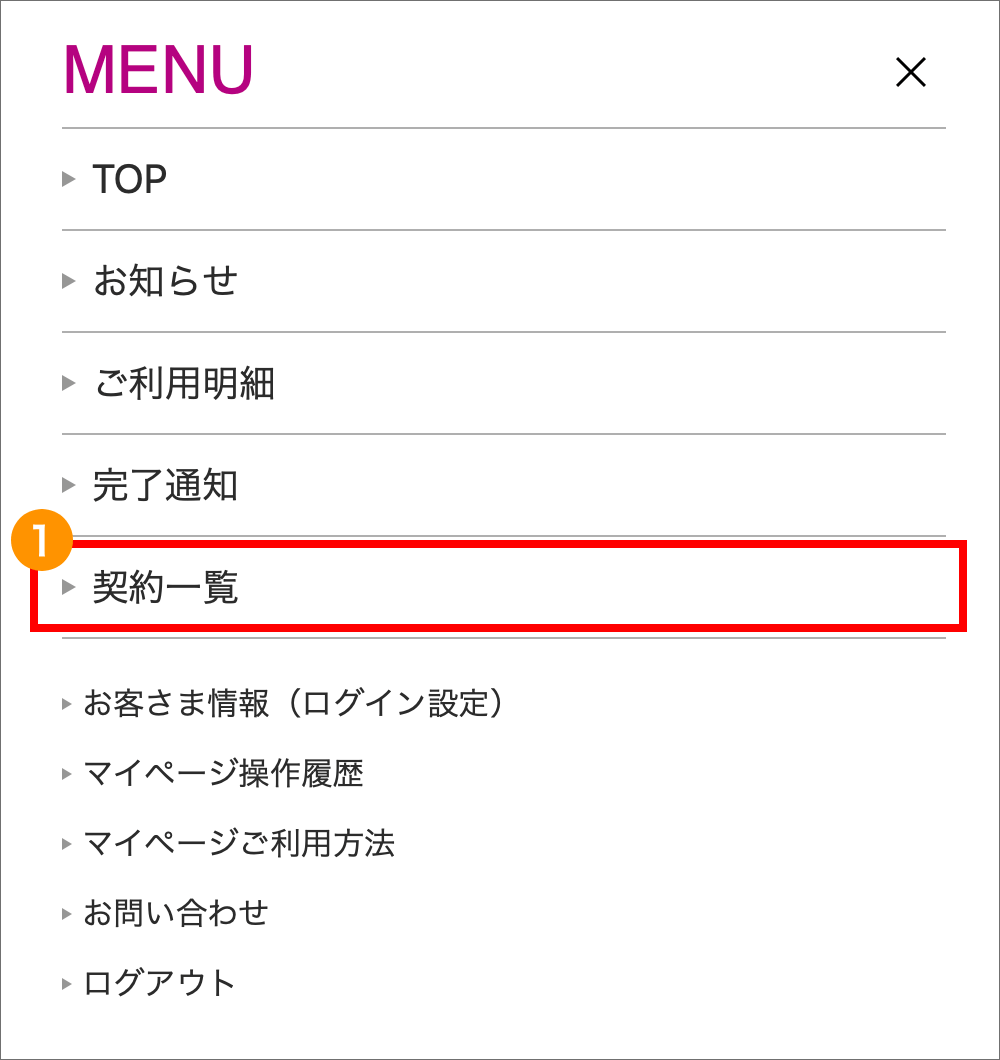 MENU
TOP
お知らせ
ご利用明細
完了通知
1
契約一覧
お客さま情報（ログイン設定）
マイページ操作履歴
マイページご利用方法
お問い合わせ
ログアウト